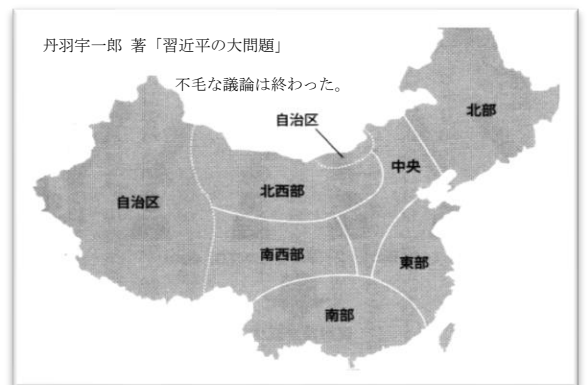 丹羽宇一郎 著「習近平の大問題」
不毛な議論は終わった。
自治区
北部
中央
自治区
北西部
南西部
東部
南部